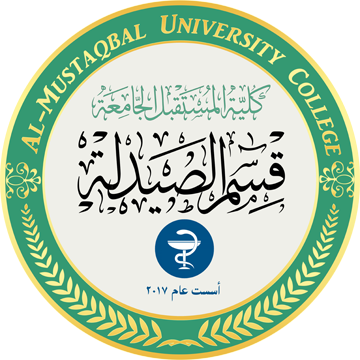 AL-MUSTAQBAL UNIVERSITY COLLEGE
كلية المستقبل الجامعة
قسم الصيدلة
أسست عام ٢٠١٧